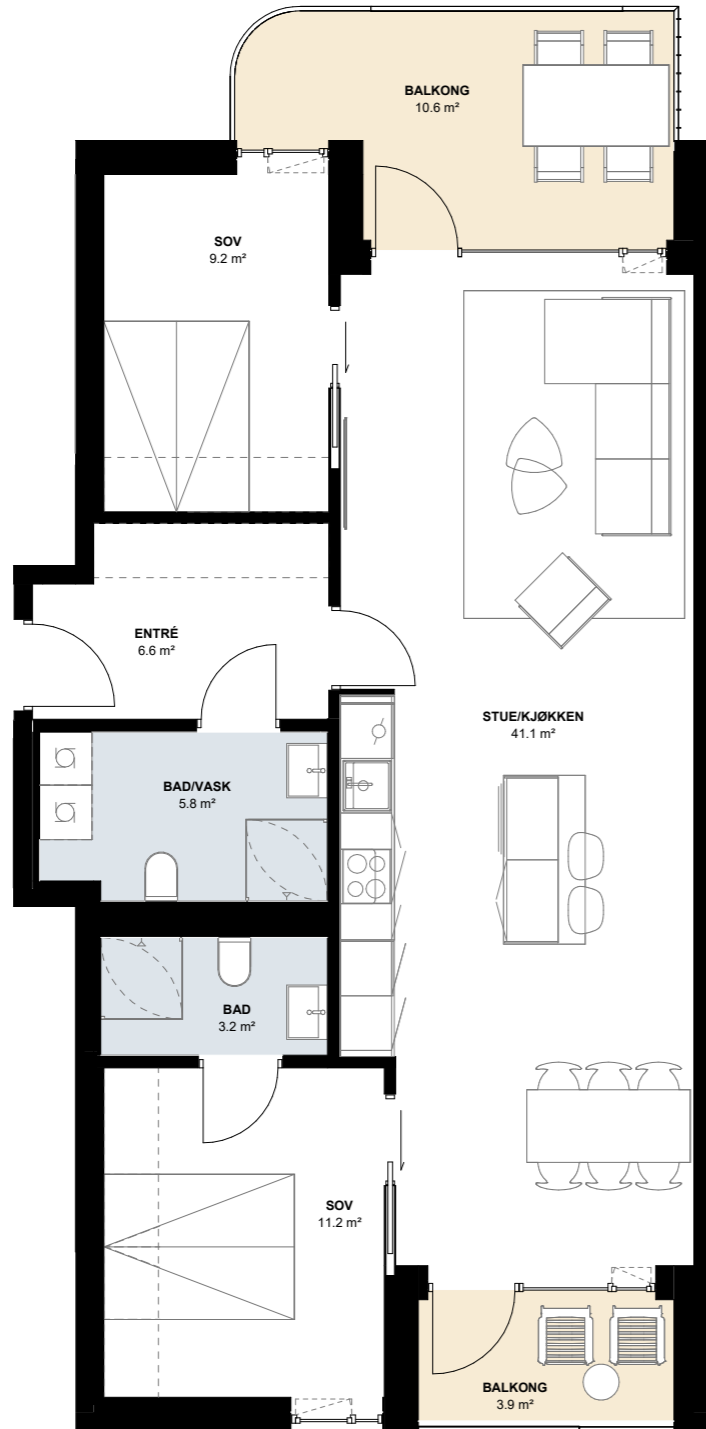 BALKONG
10.6 m²
SOV
9.2 m²
ENTRÉ
6.6 m²
STUE/KJØKKEN
41.1 m²
BAD/VASK
5.8 m²
BAD
3.2 m²
SOV
11.2 m²
BALKONG
3.9 m²